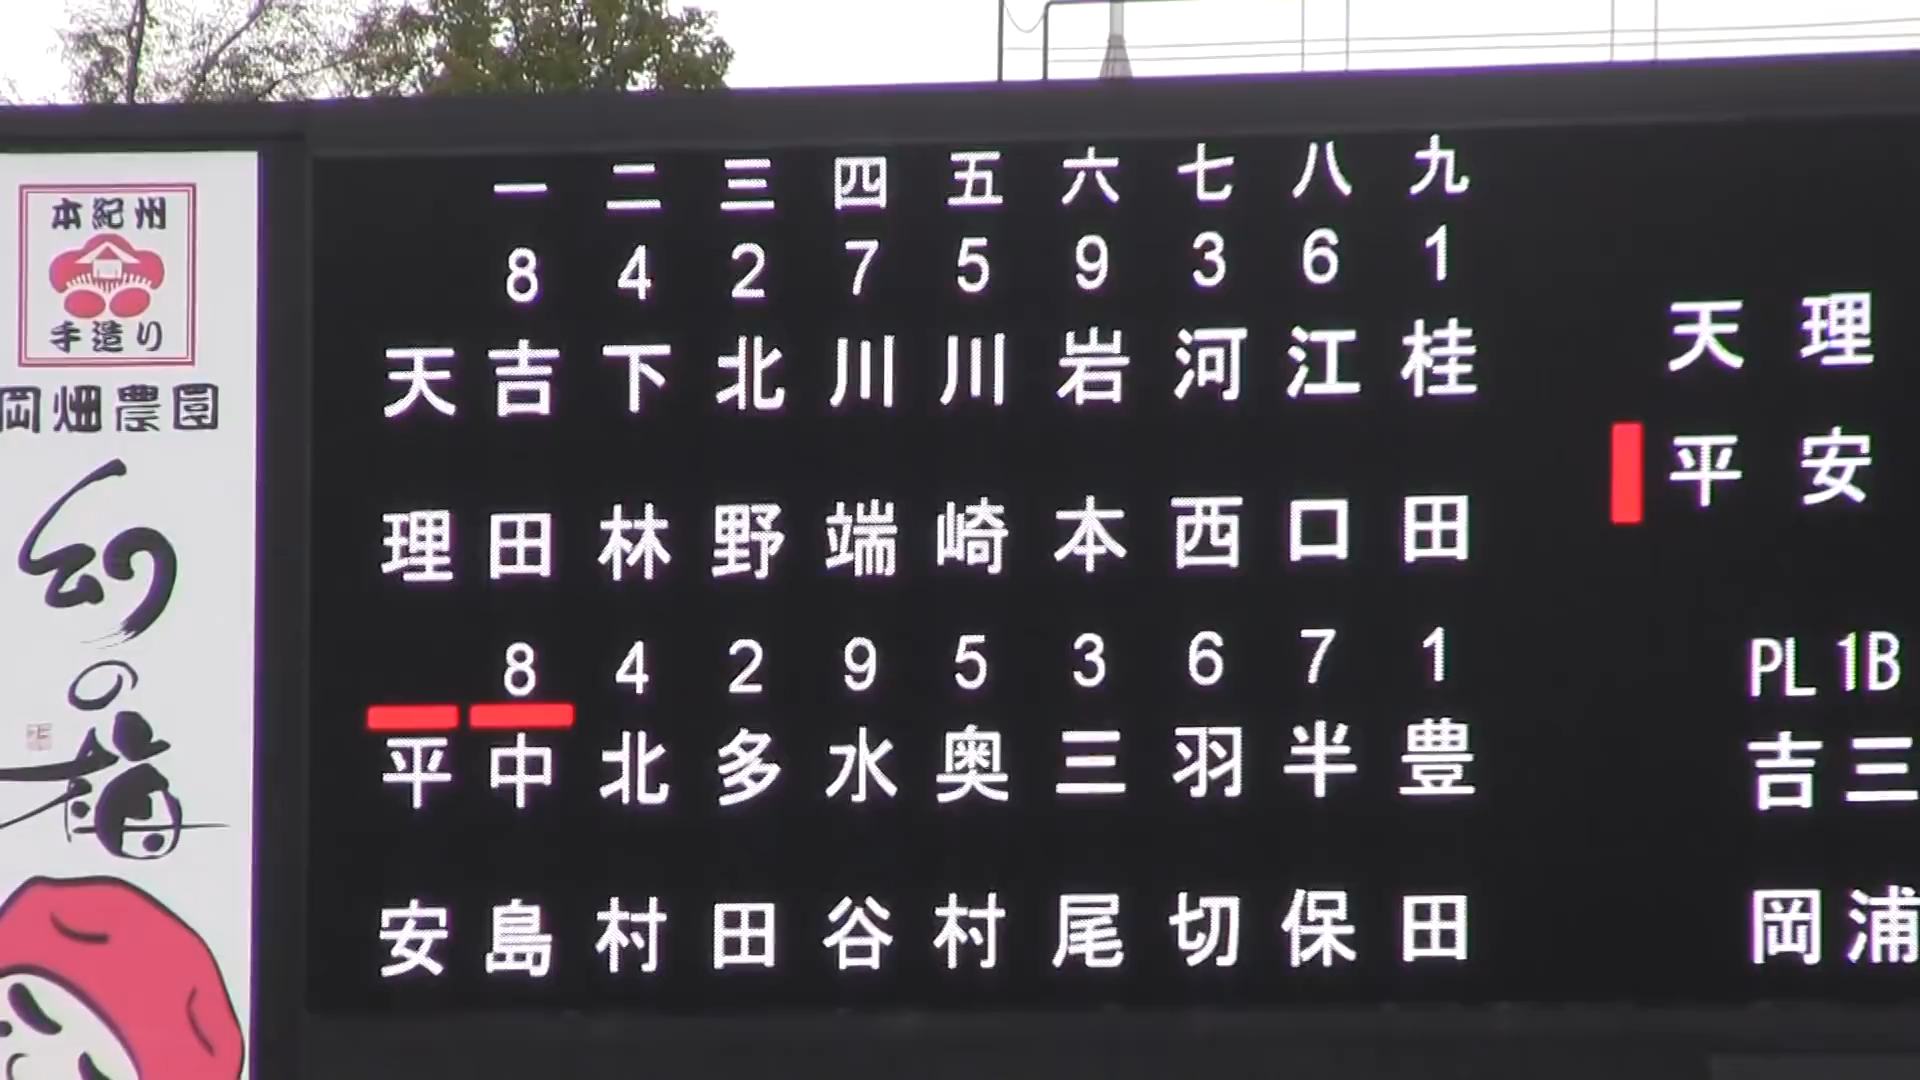 本紀州
手造り
岡畑農園
幻の梅
一 二 三 四 五 六 七 八 九
8 4 2 7 5 9 3 6 1
天 吉 下 北 川 川 岩 河 江 桂
理 田 林 野 端 崎 本 西 口 田
8 4 2 9 5 3 6 7 1
平 中 北 多 水 奥 三 羽 半 豊
安 島 村 田 谷 村 尾 切 保 田
天 理
平 安
PL 1B
吉 三
岡 浦